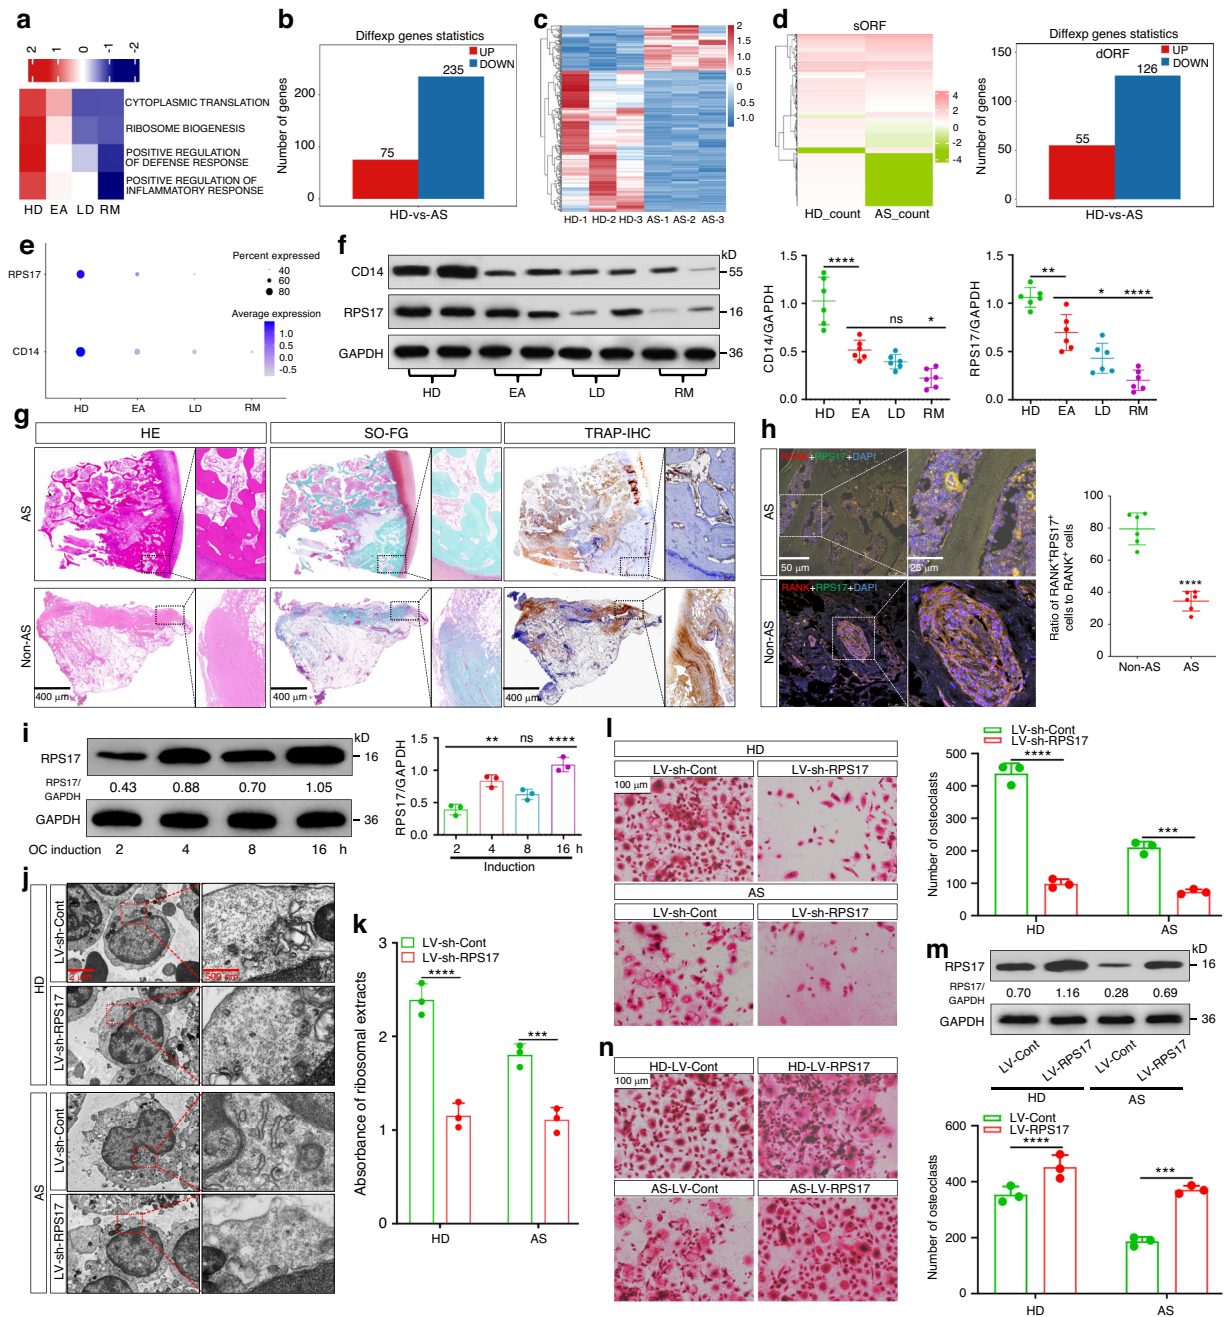 a
2 1 0 -1 -2
CYTOPLASMIC TRANSLATION
RIBOSOME BIOGENESIS
POSITIVE REGULATION
OF DEFENSE RESPONSE
POSITIVE REGULATION OF
INFLAMMATORY RESPONSE
HD EA LD RM
b
Diffexp genes statistics
UP
DOWN
Number of genes
200
100
0
75
235
HD-vs-AS
c
2
1.5
1
0.5
0
-0.5
-1.0
HD-1 HD-2 HD-3 AS-1 AS-2 AS-3
d
sORF
4
2
0
-2
-4
HD_count AS_count
Diffexp genes statistics
dORF
UP
DOWN
Number of genes
150
100
50
0
55
126
HD-vs-AS
e
RPS17
CD14
HD EA LD RM
Percent expressed
40
60
80
Average expression
1.0
0.5
0.0
-0.5
f
kD
CD14
55
RPS17
16
GAPDH
36
HD EA LD RM
CD14/GAPDH
1.5
1.0
0.5
0.0
****
ns
*
HD EA LD RM
RPS17/GAPDH
1.5
1.0
0.5
0.0
**
*
****
HD EA LD RM
g
HE SO-FG TRAP-IHC
AS
Non-AS
400 μm 400 μm 400 μm
h
AS
RANK+RPS17+DAPI
50 μm
25 μm
Non-AS
RANK+RPS17+DAPI
Ratio of RANK+RPS17+
cells to RANK+ cells
100
80
60
40
20
0
****
Non-AS AS
i
kD
RPS17
16
RPS17/
GAPDH
0.43 0.88 0.70 1.05
GAPDH
36
OC induction 2 4 8 16 h
RPS17/GAPDH
1.5
1.0
0.5
0.0
** ns ****
2 4 8 16 h
Induction
j
HD
LV-sh-Cont
2 μm
500 nm
LV-sh-RPS17
AS
LV-sh-Cont
LV-sh-RPS17
k
LV-sh-Cont
LV-sh-RPS17
Absorbance of ribosomal extracts
3
2
1
0
****
***
HD AS
l
HD
LV-sh-Cont LV-sh-RPS17
100 μm
AS
LV-sh-Cont LV-sh-RPS17
LV-sh-Cont
LV-sh-RPS17
Number of osteoclasts
500
400
300
200
100
0
****
***
HD AS
m
kD
RPS17
16
RPS17/
GAPDH
0.70 1.16 0.28 0.69
GAPDH
36
LV-Cont LV-RPS17 LV-Cont LV-RPS17
HD AS
n
HD-LV-Cont HD-LV-RPS17
100 μm
AS-LV-Cont AS-LV-RPS17
LV-Cont
LV-RPS17
Number of osteoclasts
600
400
200
0
****
***
HD AS